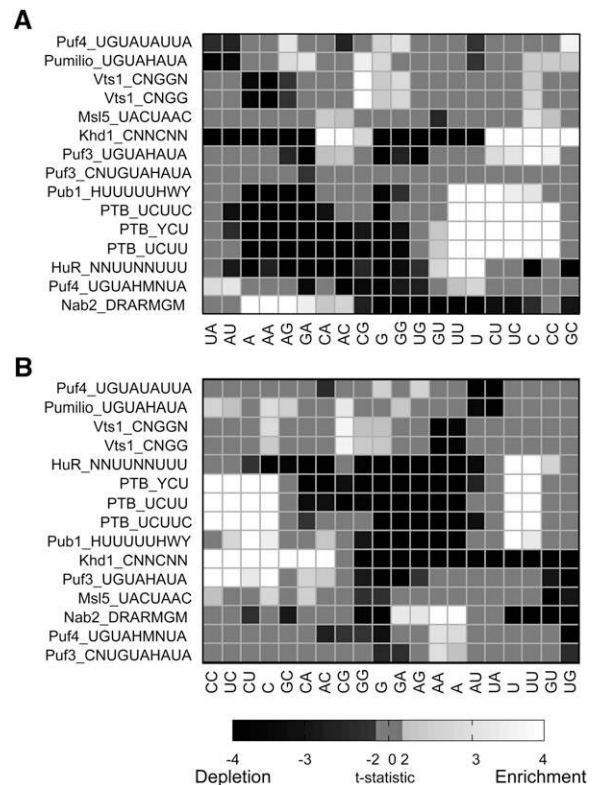 A
Puf4_UGUAUAUUA
Pumilio_UGUAHAUA
Vts1_CNGGN
Vts1_CNGG
Msl5_UACUAAC
Khd1_CNNCNN
Puf3_UGUAHAUA
Puf3_CNUGUAHAUA
Pub1_HUUUUUHWY
PTB_UCUUC
PTB_YCU
PTB_UCUU
HuR_NNUUNNUUU
Puf4_UGUAHMNUA
Nab2_DRARMGM
UA AU A AA AG GA CA AC CG G GG UG GU UU U CU UC C CC GC
B
Puf4_UGUAUAUUA
Pumilio_UGUAHAUA
Vts1_CNGGN
Vts1_CNGG
HuR_NNUUNNUUU
PTB_YCU
PTB_UCUU
PTB_UCUUC
Pub1_HUUUUUHWY
Khd1_CNNCNN
Puf3_UGUAHAUA
Msl5_UACUAAC
Nab2_DRARMGM
Puf4_UGUAHMNUA
Puf3_CNUGUAHAUA
CC UC CU C GC CA AC CG GG G GA AG AA A AU UA U UU GU UG
-4 -3 -2 0 2 3 4
Depletion t-statistic Enrichment